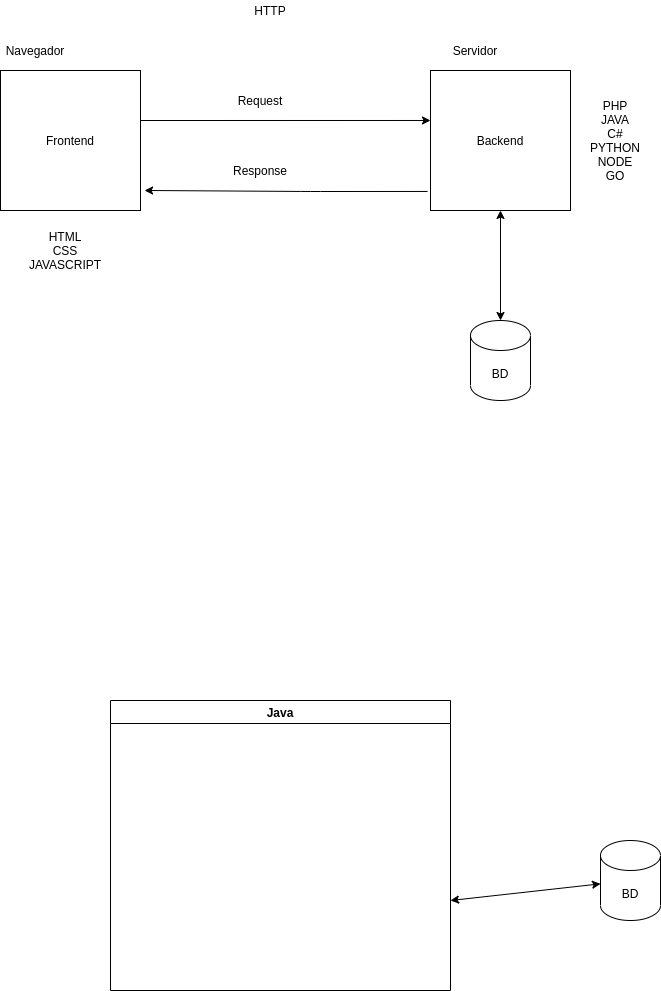 HTTP
Navegador
Servidor
Frontend
Request
Response
Backend
PHP
JAVA
C#
PYTHON
NODE
GO
HTML
CSS
JAVASCRIPT
BD
Java
BD